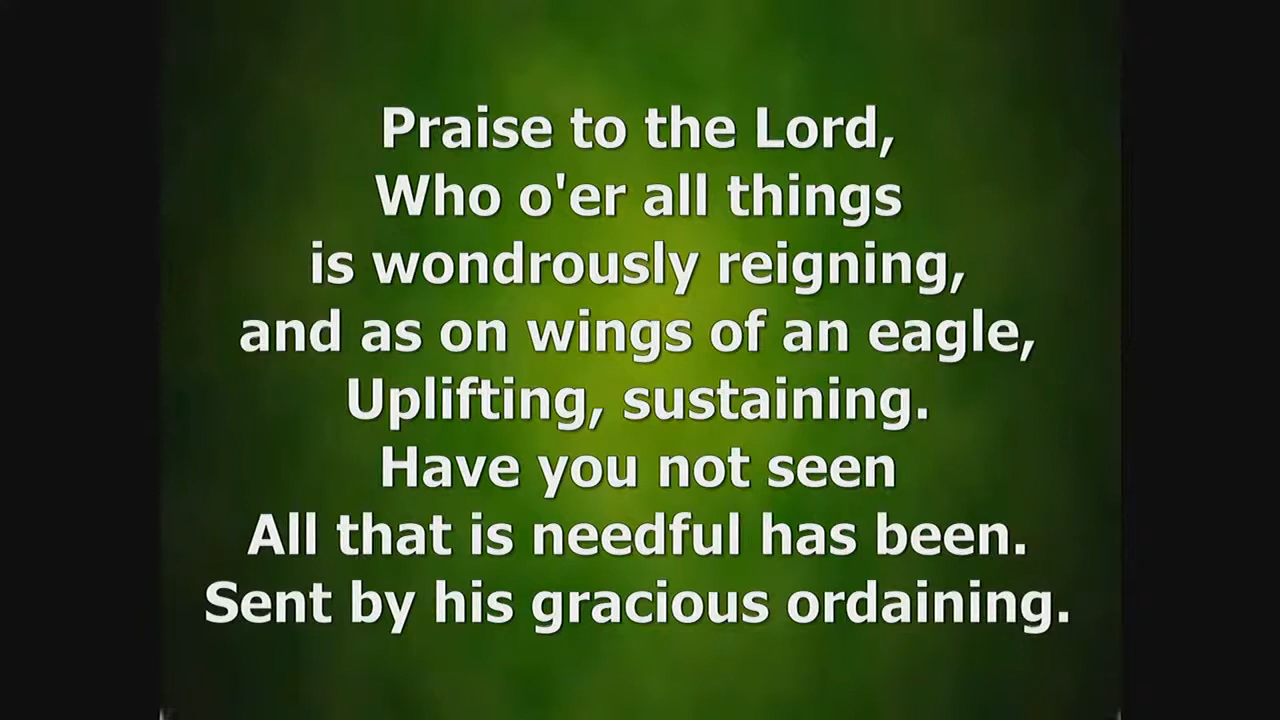 Praise to the Lord,
Who o'er all things
is wondrously reigning,
and as on wings of an eagle,
Uplifting, sustaining.
Have you not seen
All that is needful has been.
Sent by his gracious ordaining.